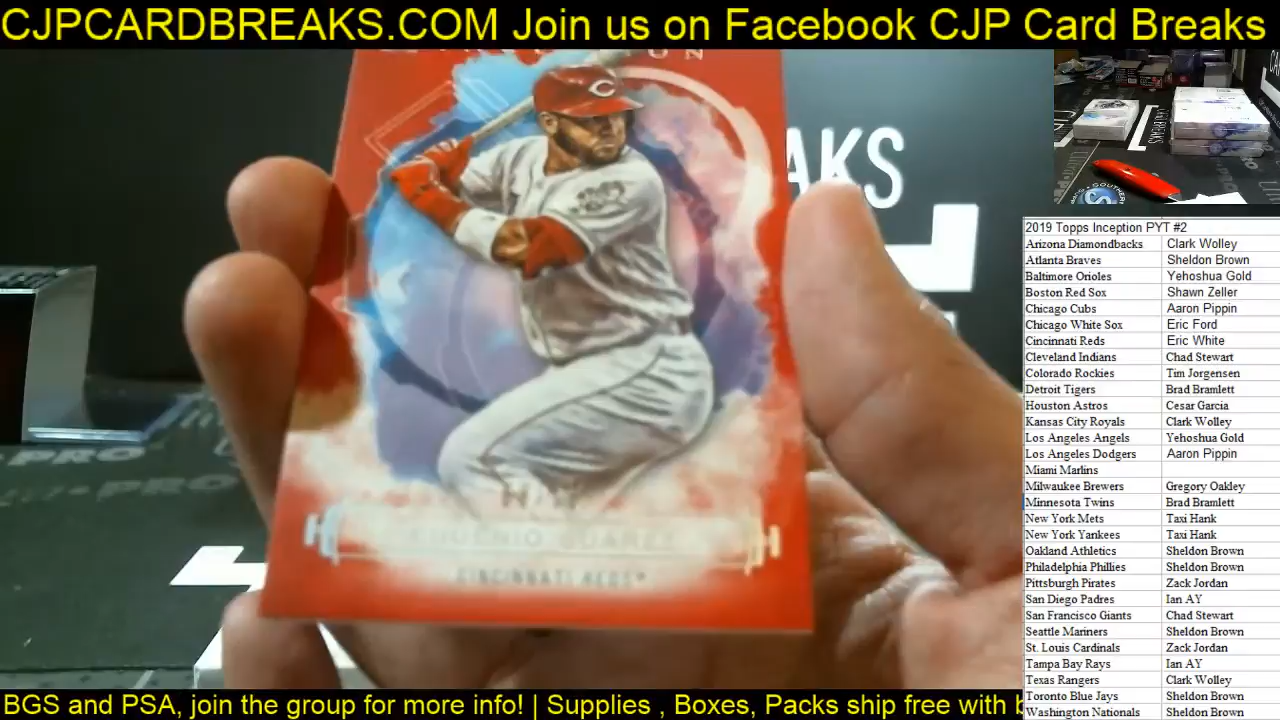 CJPCARDBREAKS.COM Join us on Facebook CJP Card Breaks
AKS
C
CINCINNATI REDS
2019 Topps Inception PYT #2
Arizona Diamondbacks Clark Wolley
Atlanta Braves Sheldon Brown
Baltimore Orioles Yehoshua Gold
Boston Red Sox Shawn Zeller
Chicago Cubs Aaron Pippin
Chicago White Sox Eric Ford
Cincinnati Reds Eric White
Cleveland Indians Chad Stewart
Colorado Rockies Tim Jorgensen
Detroit Tigers Brad Bramlett
Houston Astros Cesar Garcia
Kansas City Royals Clark Wolley
Los Angeles Angels Yehoshua Gold
Los Angeles Dodgers Aaron Pippin
Miami Marlins
Milwaukee Brewers Gregory Oakley
Minnesota Twins Brad Bramlett
New York Mets Taxi Hank
New York Yankees Taxi Hank
Oakland Athletics Sheldon Brown
Philadelphia Phillies Sheldon Brown
Pittsburgh Pirates Zack Jordan
San Diego Padres Ian AY
San Francisco Giants Chad Stewart
Seattle Mariners Sheldon Brown
St. Louis Cardinals Zack Jordan
Tampa Bay Rays Ian AY
Texas Rangers Clark Wolley
Toronto Blue Jays Sheldon Brown
Washington Nationals Sheldon Brown
BGS and PSA, join the group for more info! | Supplies , Boxes, Packs ship free with